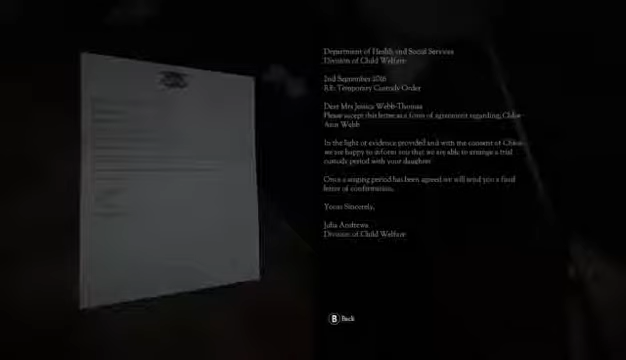 Department of Health and Social Services
Division of Child Welfare
2nd September 2016
RE: Temporary Custody Order
Dear Mrs Jessica Webb-Thomas
Please accept this letter as a form of agreement regarding Chloe
Ann Webb
In the light of evidence provided and with the consent of Chloe
we are happy to inform you that we are able to arrange a trial
custody period with your daughter
Once a staging period has been agreed we will send you a final
letter of confirmation.
Yours Sincerely,
Julia Andrews
Division of Child Welfare
B Back